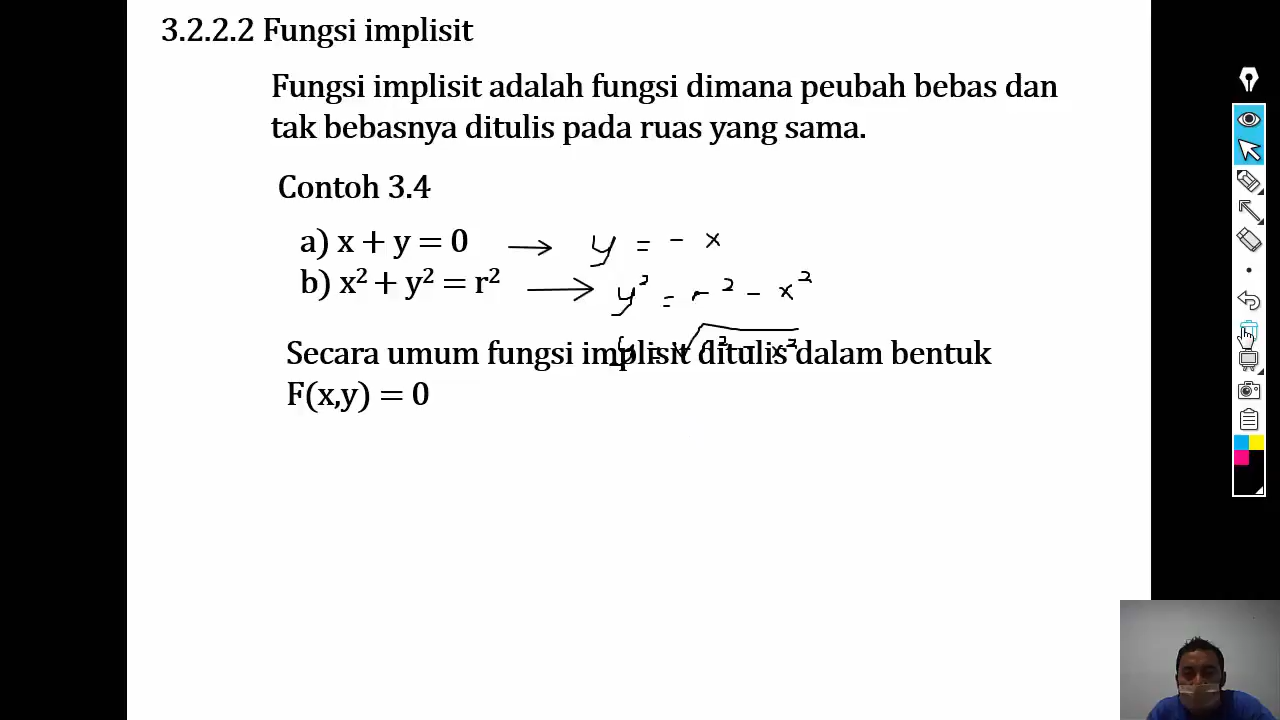 3.2.2.2 Fungsi implisit
Fungsi implisit adalah fungsi dimana peubah bebas dan
tak bebasnya ditulis pada ruas yang sama.
Contoh 3.4
a) x + y = 0 → y = - x
b) x² + y² = r² → y² = r² - x²
y = √r² - x²
Secara umum fungsi implisit ditulis dalam bentuk
F(x,y) = 0